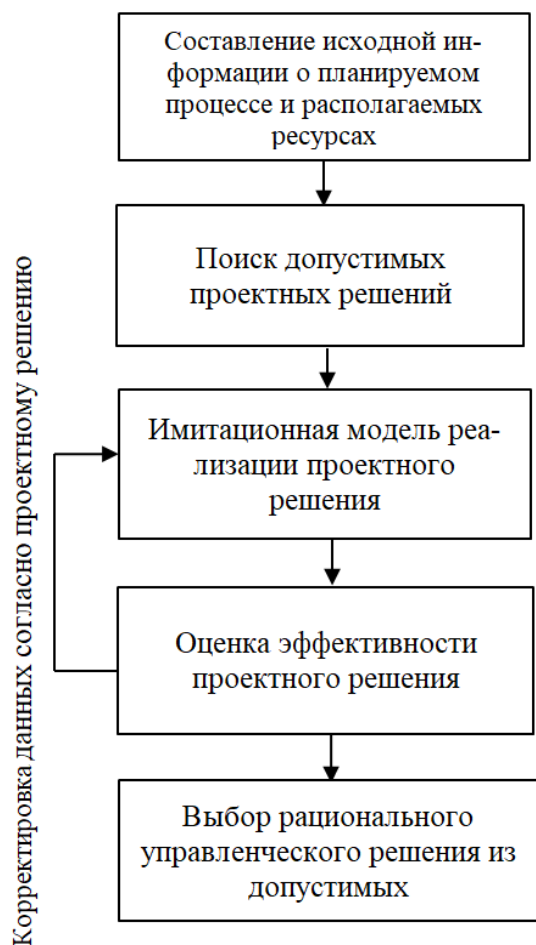 Составление исходной ин-
формации о планируемом
процессе и располагаемых
ресурсах
Поиск допустимых
проектных решений
Имитационная модель реа-
лизации проектного
решения
Оценка эффективности
проектного решения
Выбор рационального
управленческого решения из
допустимых
Корректировка данных согласно проектному решению